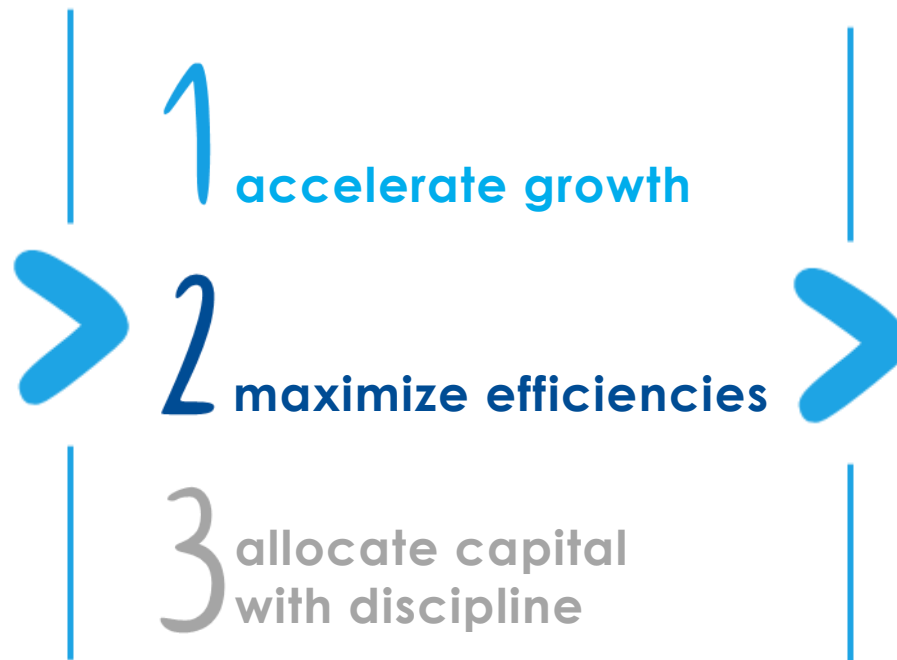 1 accelerate growth
2 maximize efficiencies
3 allocate capital
with discipline